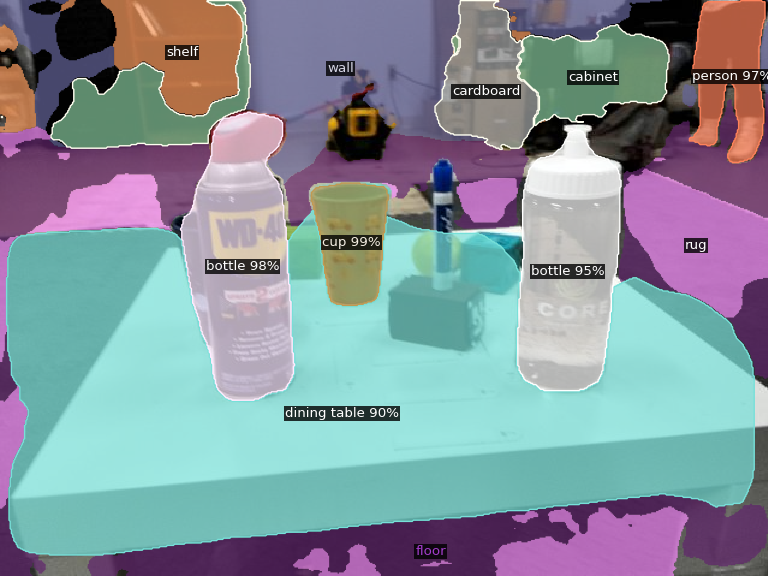 shelf
wall
cardboard
cabinet
person 97%
WD-40
cup 99%
rug
bottle 98%
bottle 95%
CORE
dining table 90%
floor